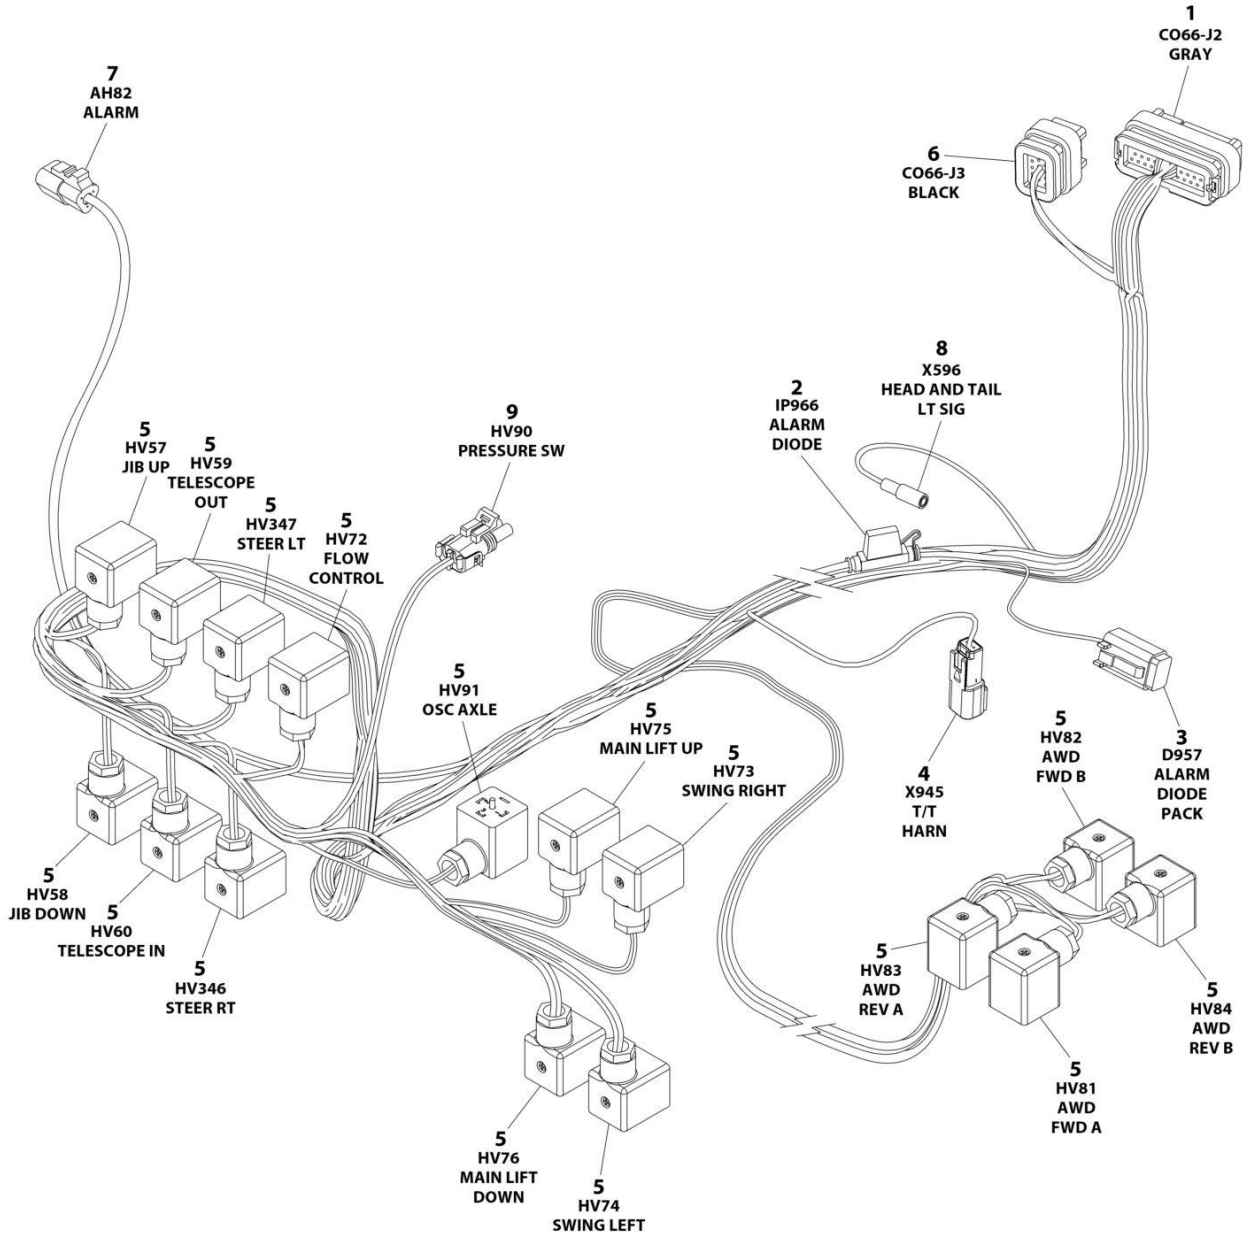 1
CO66-J2
GRAY
7
AH82
ALARM
6
CO66-J3
BLACK
8
X596
HEAD AND TAIL
LT SIG
2
IP966
ALARM
DIODE
9
HV90
PRESSURE SW
5
HV57
JIB UP
5
HV59
TELESCOPE
OUT
5
HV347
STEER LT
5
HV72
FLOW
CONTROL
5
HV91
OSC AXLE
5
HV75
MAIN LIFT UP
5
HV73
SWING RIGHT
4
X945
T/T
HARN
5
HV82
AWD
FWD B
3
D957
ALARM
DIODE
PACK
5
HV58
JIB DOWN
5
HV60
TELESCOPE IN
5
HV346
STEER RT
5
HV83
AWD
REV A
5
HV84
AWD
REV B
5
HV81
AWD
FWD A
5
HV76
MAIN LIFT
DOWN
5
HV74
SWING LEFT